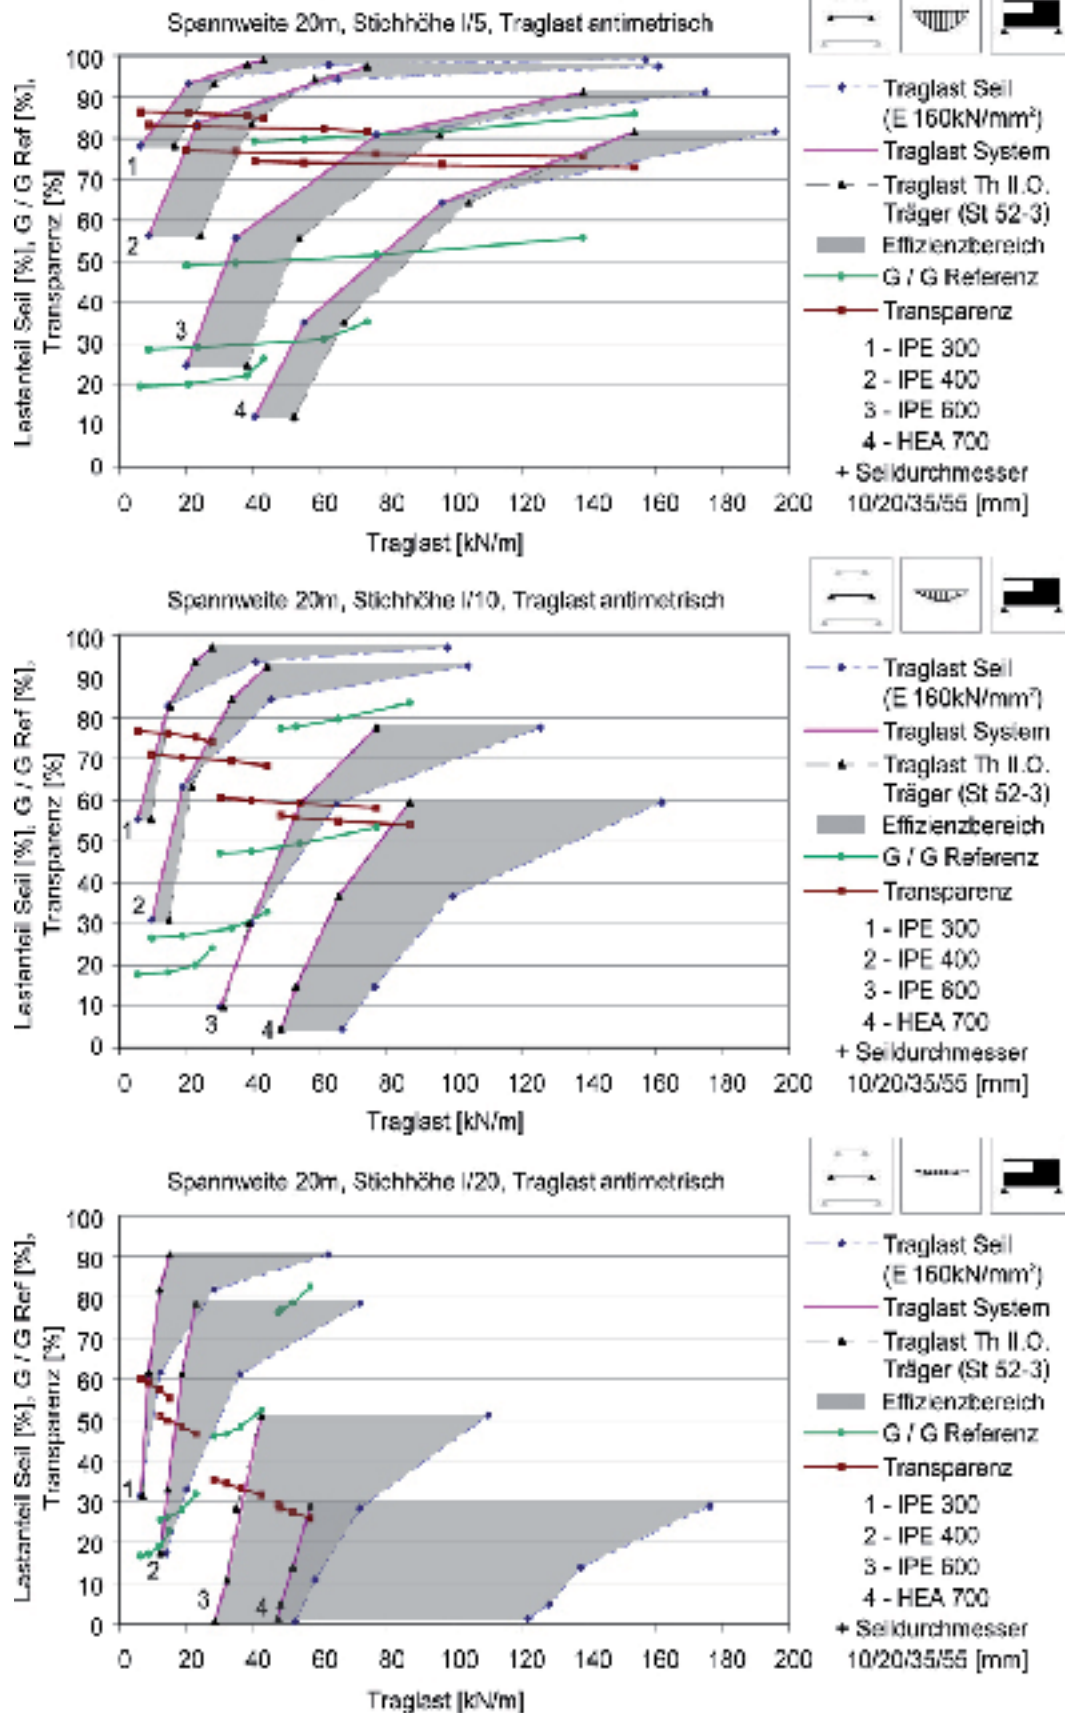 Spannweite 20m, Stichhöhe l/5, Traglast antimetrisch
Lastanteil Seil [%], G / G Ref [%],
Transparenz [%]
100
90
80
70
60
50
40
30
20
10
0
1
2
3
4
0 20 40 60 80 100 120 140 160 180 200
Traglast [kN/m]
Traglast Seil
(E 160kN/mm²)
Traglast System
Traglast Th II.O.
Träger (St 52-3)
Effizienzbereich
G / G Referenz
Transparenz
1 - IPE 300
2 - IPE 400
3 - IPE 600
4 - HEA 700
+ Seildurchmesser
10/20/35/55 [mm]
Spannweite 20m, Stichhöhe l/10, Traglast antimetrisch
Lastanteil Seil [%], G / G Ref [%],
Transparenz [%]
100
90
80
70
60
50
40
30
20
10
0
1
2
3
4
0 20 40 60 80 100 120 140 160 180 200
Traglast [kN/m]
Traglast Seil
(E 160kN/mm²)
Traglast System
Traglast Th II.O.
Träger (St 52-3)
Effizienzbereich
G / G Referenz
Transparenz
1 - IPE 300
2 - IPE 400
3 - IPE 600
4 - HEA 700
+ Seildurchmesser
10/20/35/55 [mm]
Spannweite 20m, Stichhöhe l/20, Traglast antimetrisch
Lastanteil Seil [%], G / G Ref [%],
Transparenz [%]
100
90
80
70
60
50
40
30
20
10
0
1
2
3
4
0 20 40 60 80 100 120 140 160 180 200
Traglast [kN/m]
Traglast Seil
(E 160kN/mm²)
Traglast System
Traglast Th II.O.
Träger (St 52-3)
Effizienzbereich
G / G Referenz
Transparenz
1 - IPE 300
2 - IPE 400
3 - IPE 600
4 - HEA 700
+ Seildurchmesser
10/20/35/55 [mm]